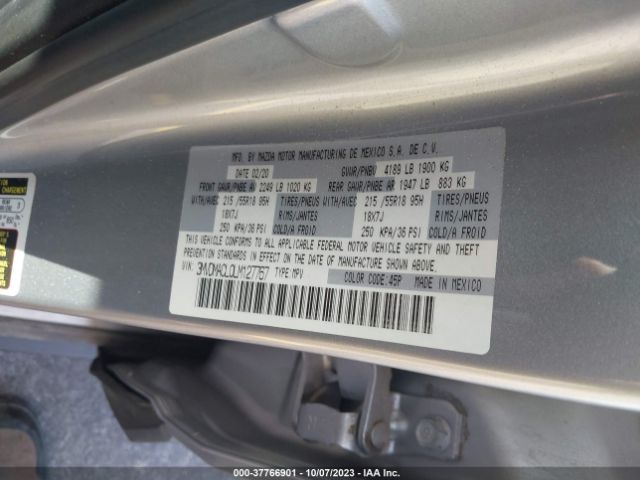 MFD. BY MAZDA MOTOR MANUFACTURING DE MEXICO S.A. DE C.V.
DATE 02/20 GVWR/PNBV 4189 LB 1900 KG
FRONT GAWR/PNBE AV 2249 LB 1020 KG REAR GAWR/PNBE AR 1947 LB 883 KG
WITH/AVEC 215 /55R18 95H TIRES/PNEUS WITH/AVEC 215 /55R18 95H TIRES/PNEUS
18X7J RIMS/JANTES 18X7J RIMS/JANTES
250 KPA/36 PSI COLD/A FROID 250 KPA/36 PSI COLD/A FROID
THIS VEHICLE CONFORMS TO ALL APPLICABLE FEDERAL MOTOR VEHICLE SAFETY AND THEFT
PREVENTION STANDARDS IN EFFECT ON THE DATE OF MANUFACTURE SHOWN ABOVE.
VIN: TYPE MPV COLOR CODE:45P MADE IN MEXICO
000-37766901 - 10/07/2023 - IAA Inc.